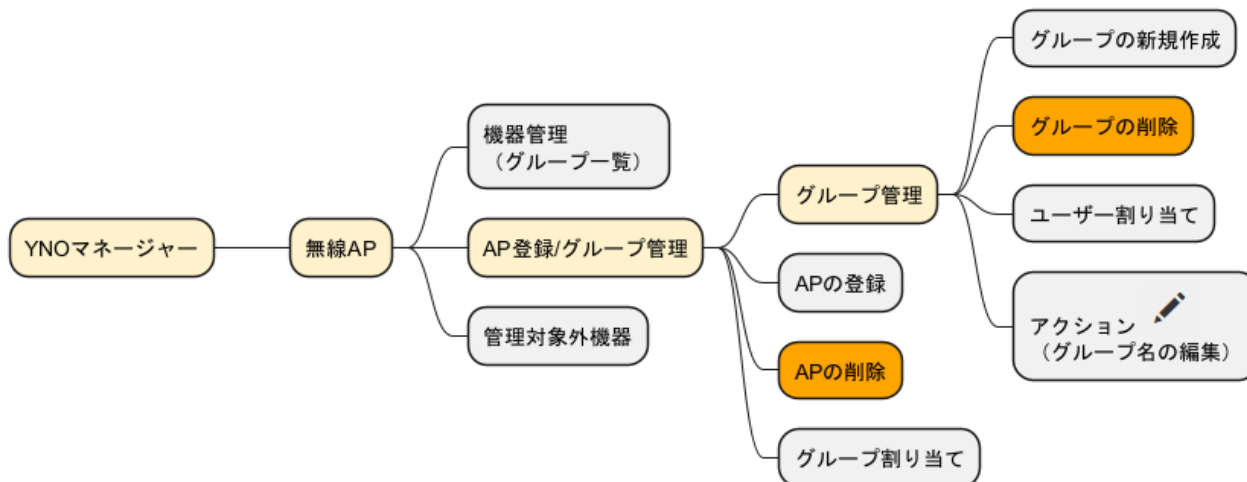 YNOマネージャー
無線AP
機器管理
（グループ一覧）
AP登録/グループ管理
管理対象外機器
グループ管理
APの登録
APの削除
グループ割り当て
グループの新規作成
グループの削除
ユーザー割り当て
アクション
（グループ名の編集）